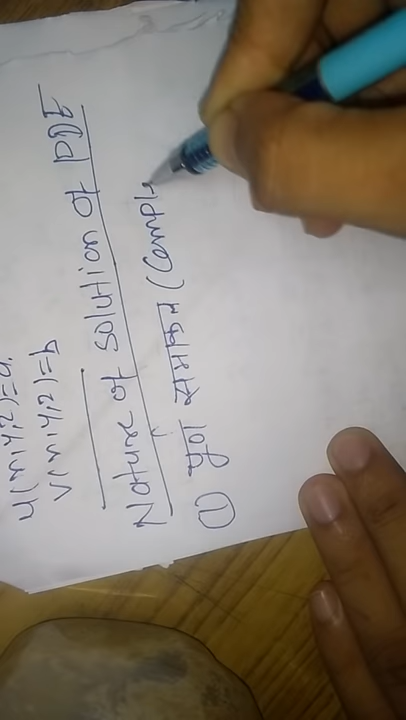 u(x,y,z)=a.
v(x,y,z)=b
Nature of solution of PDE
(1) पूर्ण समाकल (Compl